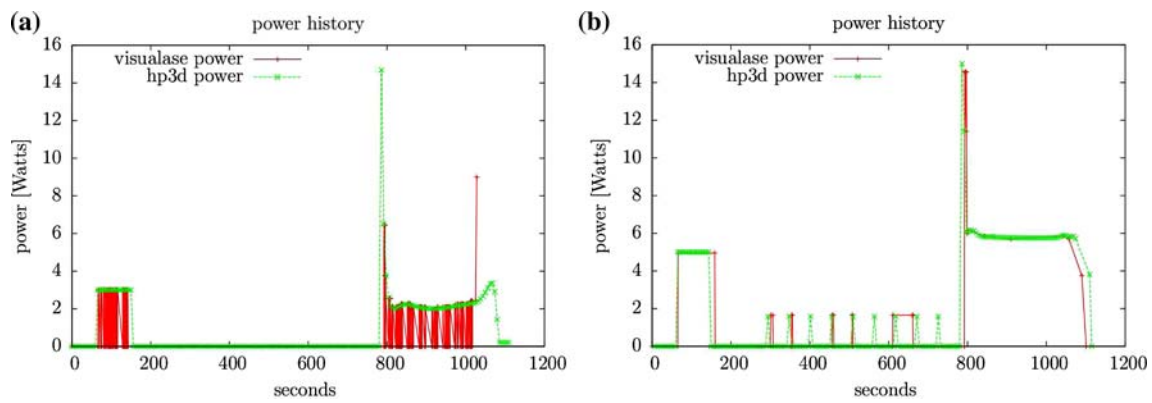 (a)
power history
visualase power
hp3d power
power [Watts]
16
14
12
10
8
6
4
2
0
0 200 400 600 800 1000 1200
seconds
(b)
power history
visualase power
hp3d power
power [Watts]
16
14
12
10
8
6
4
2
0
0 200 400 600 800 1000 1200
seconds